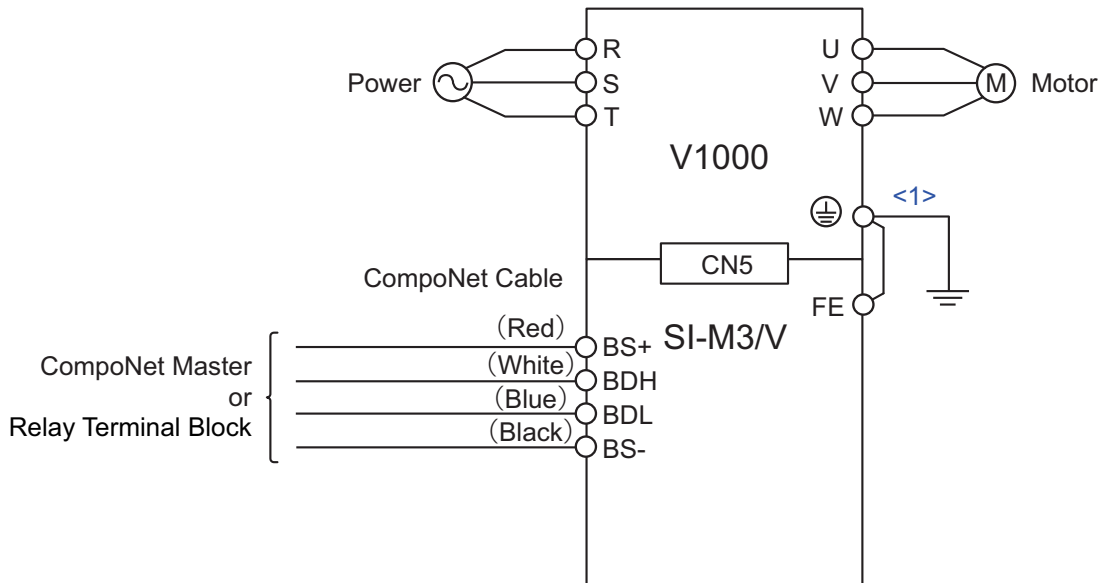 Power
R
S
T
U
V
W
M
Motor
V1000
<1>
CN5
CompoNet Cable
FE
SI-M3/V
CompoNet Master
or
Relay Terminal Block
（Red） BS+
（White） BDH
（Blue） BDL
（Black） BS-